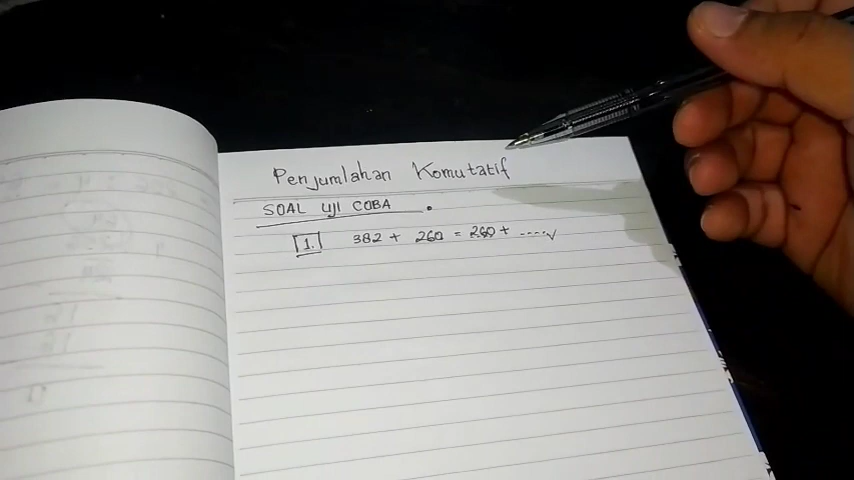 Penjumlahan Komutatif
SOAL UJI COBA .
1. 382 + 260 = 260 + ....